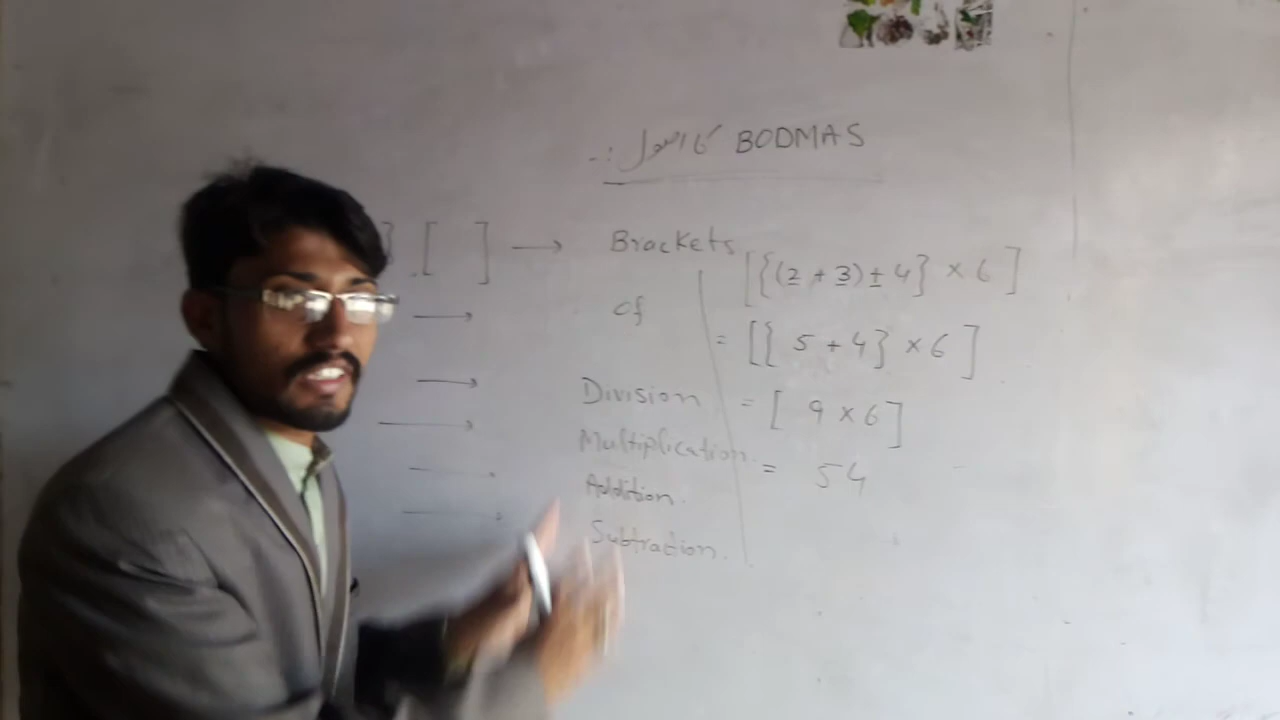 BODMAS کا اصول :-
} [ ] → Brackets
→ Of
→ Division
→ Multiplication.
→ Addition.
→ Subtraction.
[{(2 + 3) + 4} × 6]
= [{ 5 + 4} × 6 ]
= [ 9 × 6]
= 54